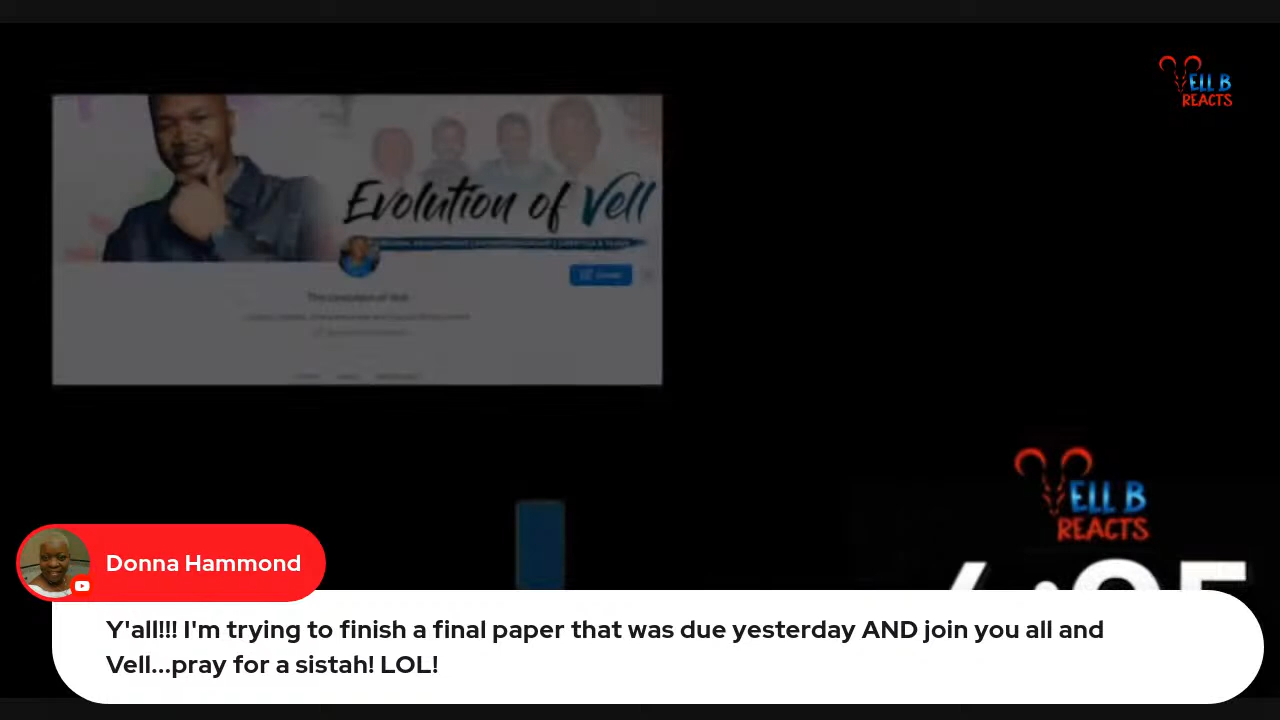 VELL B
REACTS
Evolution of Vell
VELL B
REACTS
Donna Hammond
Y'all!!! I'm trying to finish a final paper that was due yesterday AND join you all and
Vell...pray for a sistah! LOL!